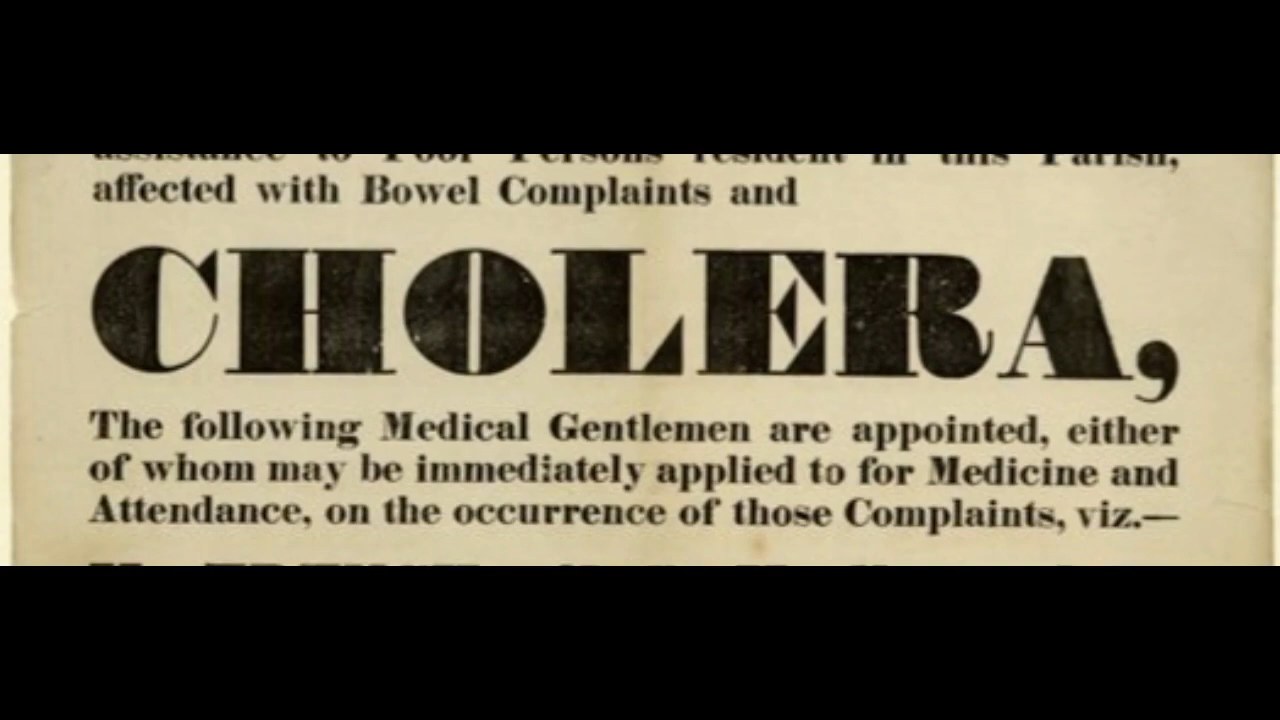 assistance to Poor Persons resident in this Parish,
affected with Bowel Complaints and
CHOLERA,
The following Medical Gentlemen are appointed, either
of whom may be immediately applied to for Medicine and
Attendance, on the occurrence of those Complaints, viz.—